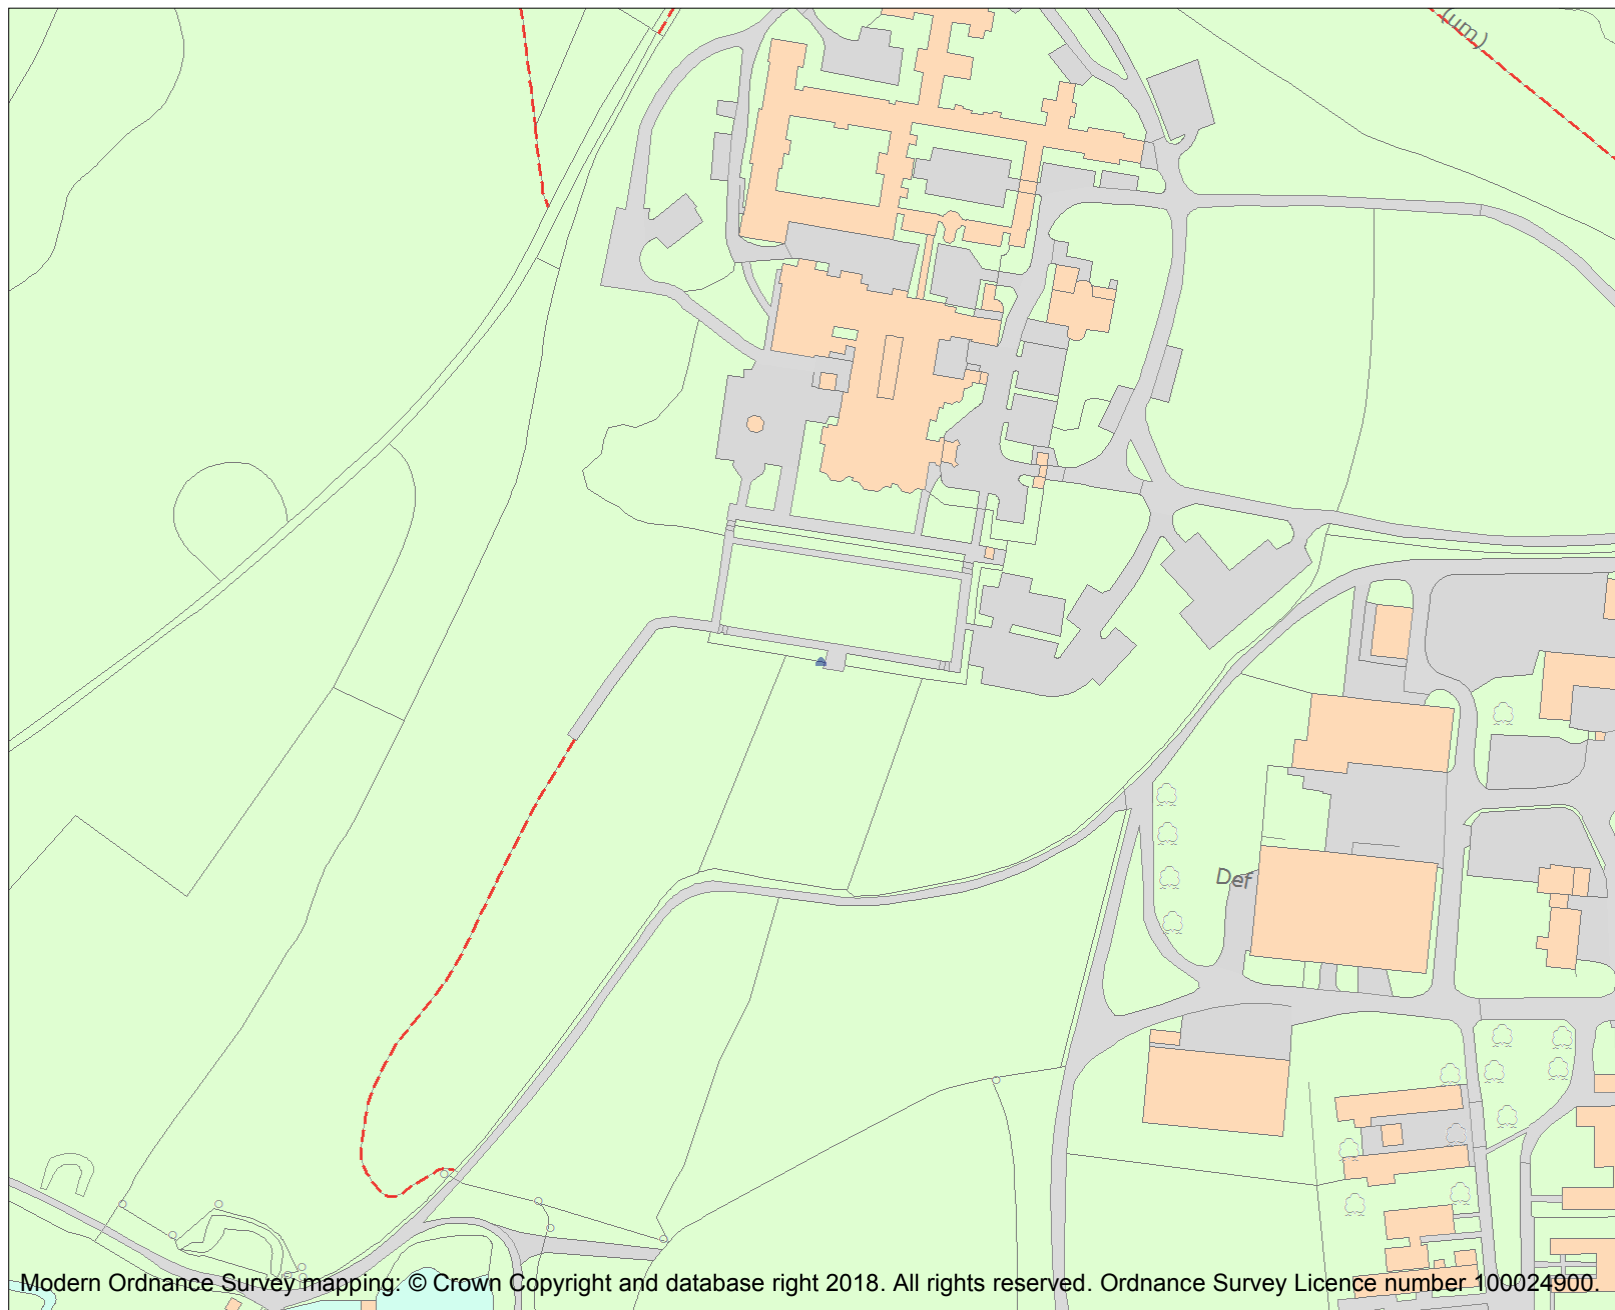 (um)
Def
Modern Ordnance Survey mapping: © Crown Copyright and database right 2018. All rights reserved. Ordnance Survey Licence number 100024900.